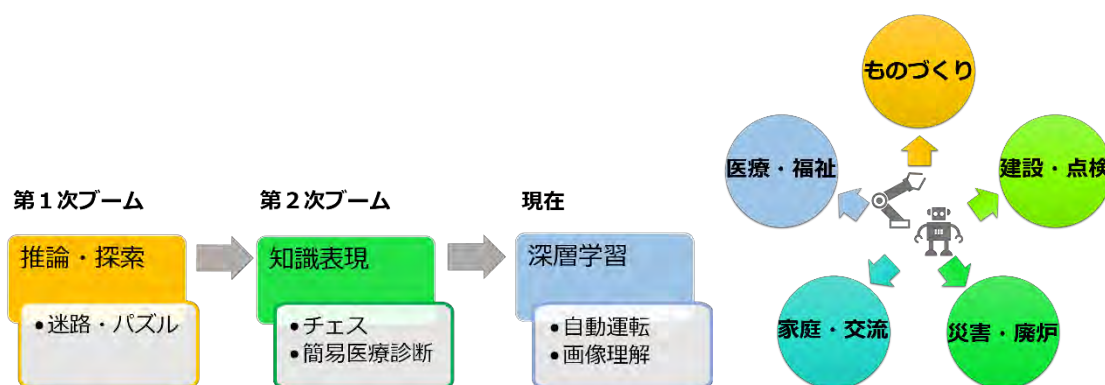 第１次ブーム
推論・探索
•迷路・パズル
第２次ブーム
知識表現
•チェス
•簡易医療診断
現在
深層学習
•自動運転
•画像理解
ものづくり
医療・福祉
建設・点検
家庭・交流
災害・廃炉